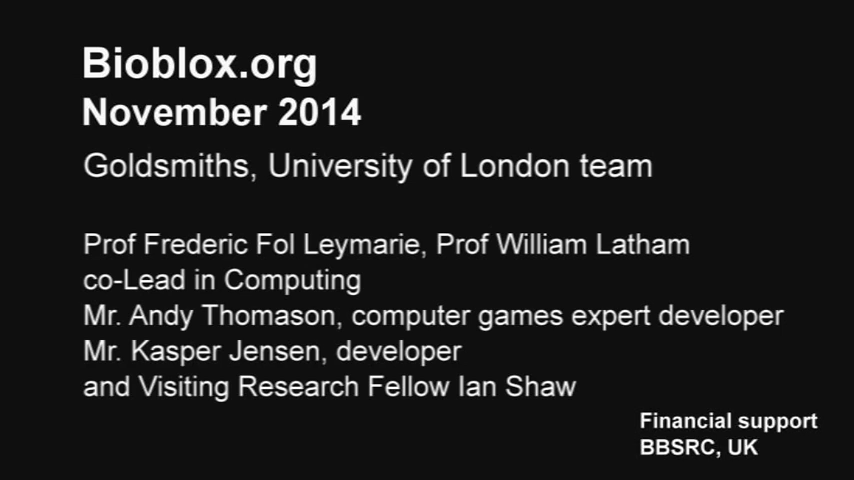 Bioblox.org
November 2014
Goldsmiths, University of London team
Prof Frederic Fol Leymarie, Prof William Latham
co-Lead in Computing
Mr. Andy Thomason, computer games expert developer
Mr. Kasper Jensen, developer
and Visiting Research Fellow Ian Shaw
Financial support
BBSRC, UK